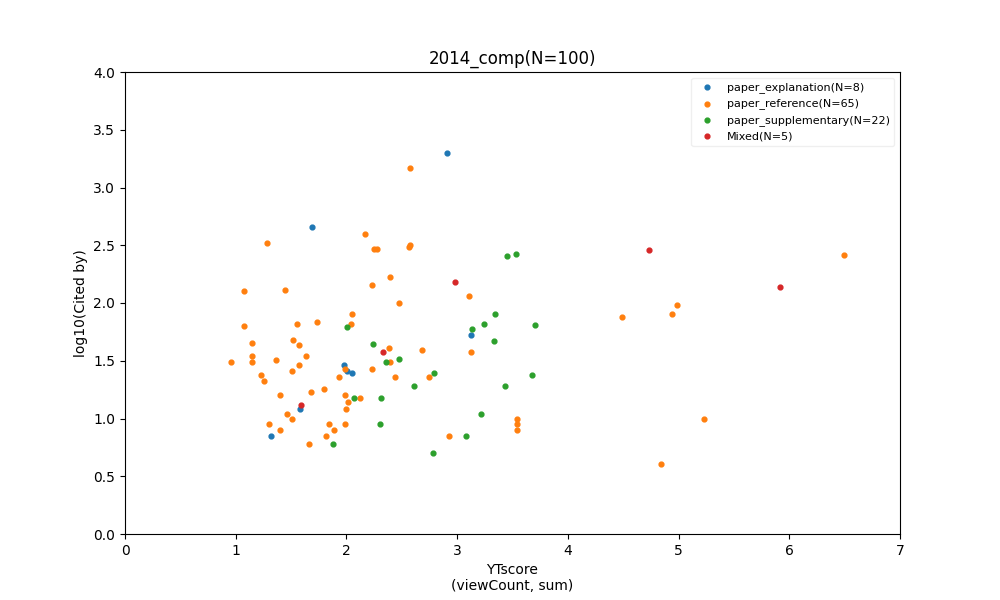 2014_comp(N=100)
paper_explanation(N=8)
paper_reference(N=65)
paper_supplementary(N=22)
Mixed(N=5)
log10(Cited by)
4.0
3.5
3.0
2.5
2.0
1.5
1.0
0.5
0.0
0 1 2 3 4 5 6 7
YTscore
(viewCount, sum)